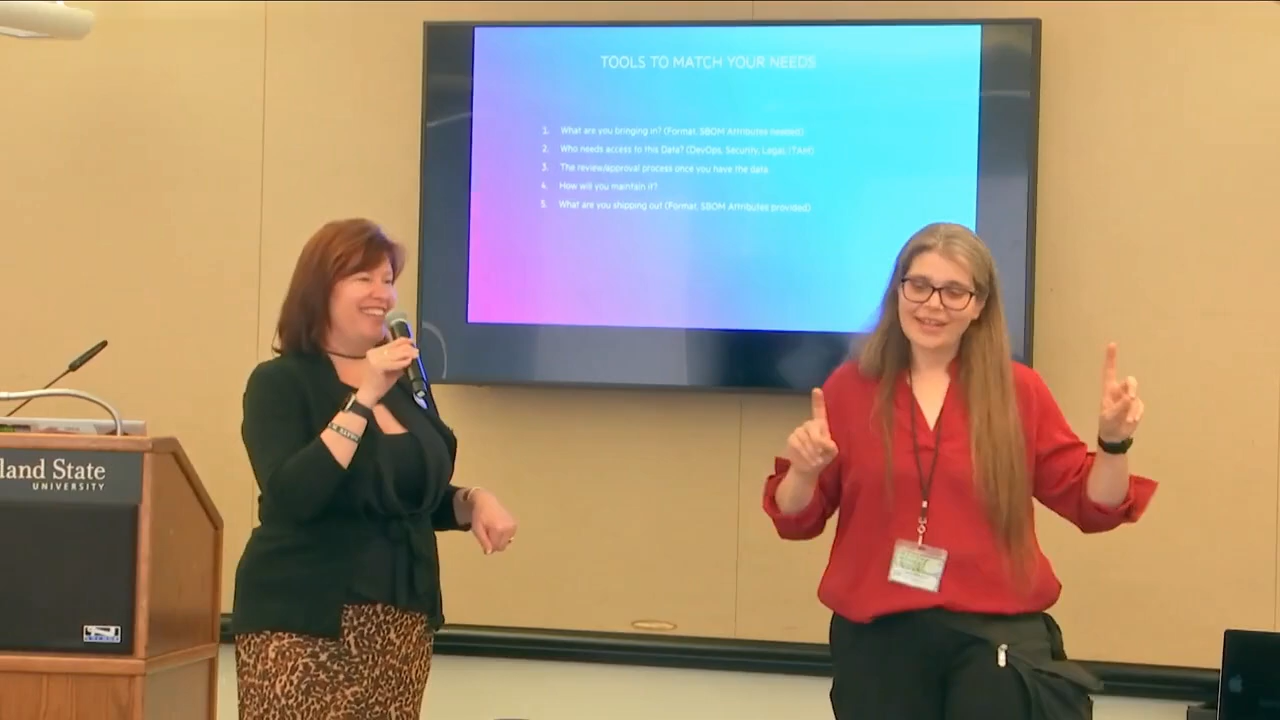 TOOLS TO MATCH YOUR NEEDS
1. What are you bringing in? (Format, SBOM Attributes needed)
2. Who needs access to this Data? (DevOps, Security, Legal, ITAM)
3. The review/approval process once you have the data
4. How will you maintain it?
5. What are you shipping out (Format, SBOM Attributes provided)
land State
UNIVERSITY